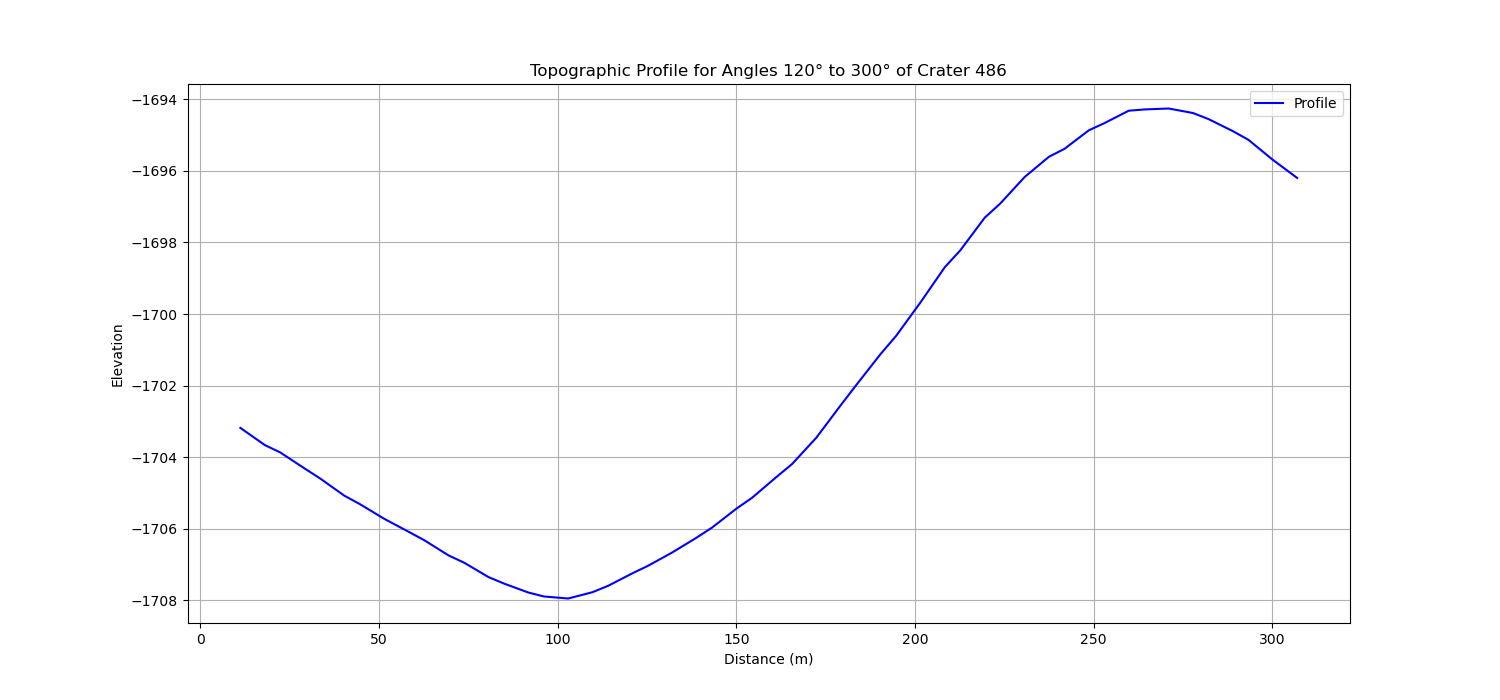 Topographic Profile for Angles 120° to 300° of Crater 486
Profile
−1694
−1696
−1698
−1700
−1702
−1704
−1706
−1708
Elevation
0 50 100 150 200 250 300
Distance (m)